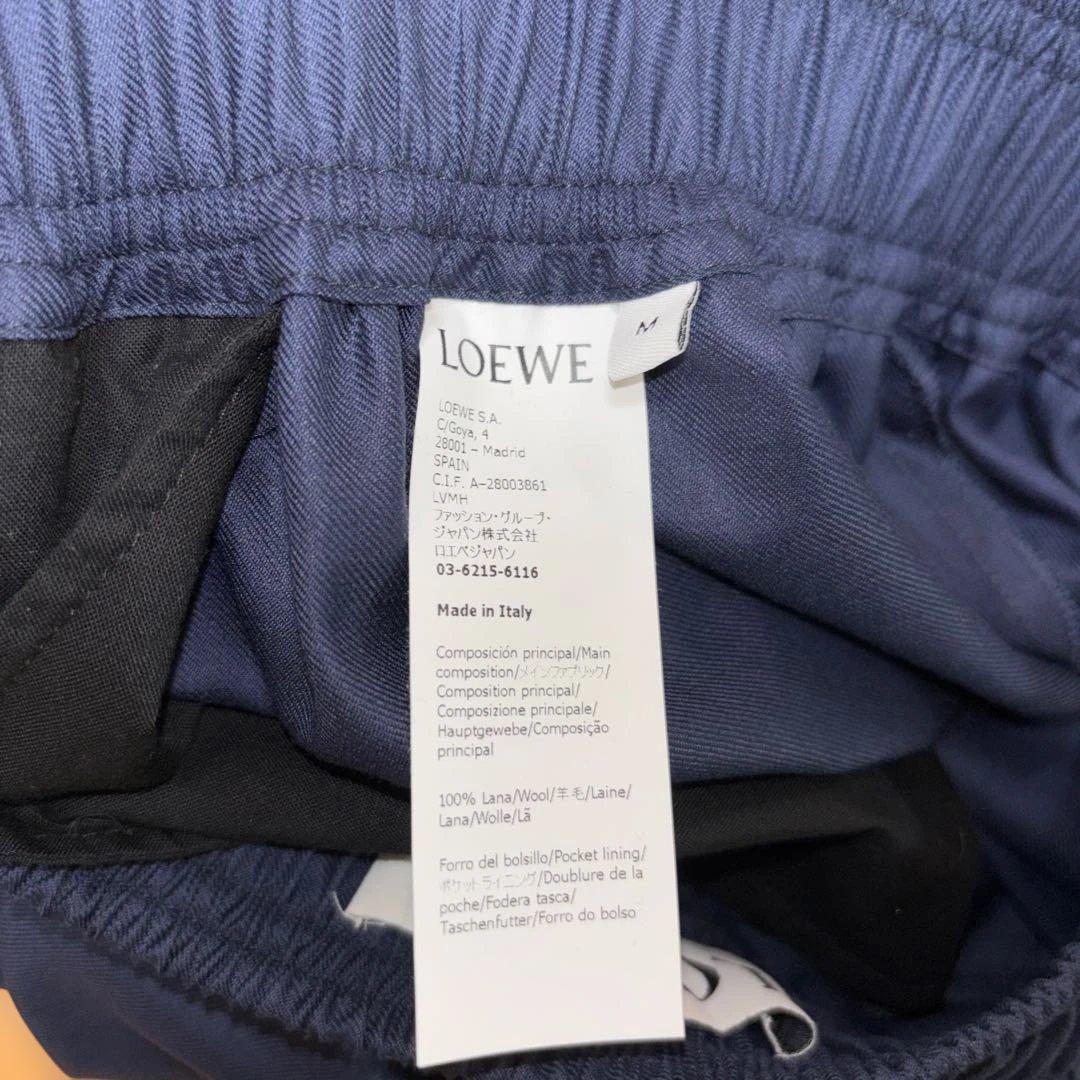 LOEWE
M
LOEWE S.A.
C/Goya, 4
28001 – Madrid
SPAIN
C.I.F. A-28003861
LVMH
ファッション・グループ・
ジャパン株式会社
ロエベジャパン
03-6215-6116
Made in Italy
Composición principal/Main
composition/メインファブリック/
Composition principal/
Composizione principale/
Hauptgewebe/Composição
principal
100% Lana/Wool/羊毛/Laine/
Lana/Wolle/Lã
Forro del bolsillo/Pocket lining/
ポケットライニング/Doublure de la
poche/Fodera tasca/
Taschenfutter/Forro do bolso